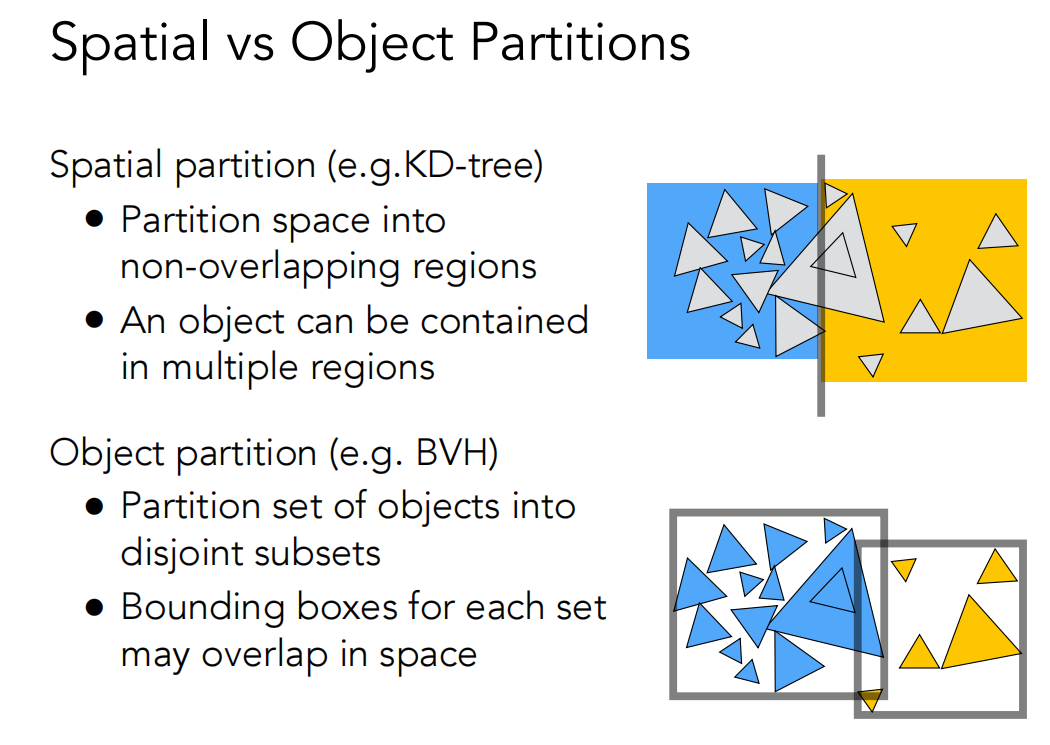 Spatial vs Object Partitions
Spatial partition (e.g.KD-tree)
● Partition space into
non-overlapping regions
● An object can be contained
in multiple regions
Object partition (e.g. BVH)
● Partition set of objects into
disjoint subsets
● Bounding boxes for each set
may overlap in space